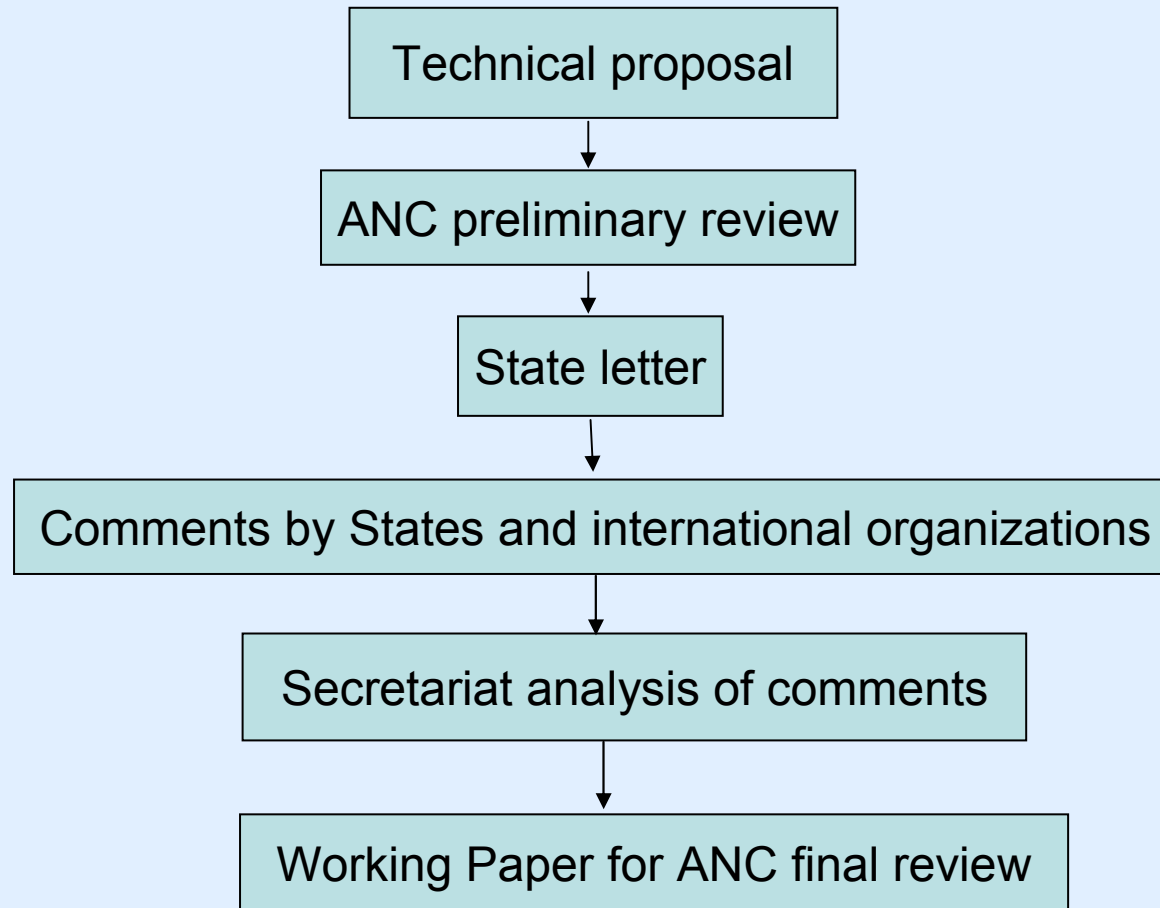 Technical proposal
ANC preliminary review
State letter
Comments by States and international organizations
Secretariat analysis of comments
Working Paper for ANC final review